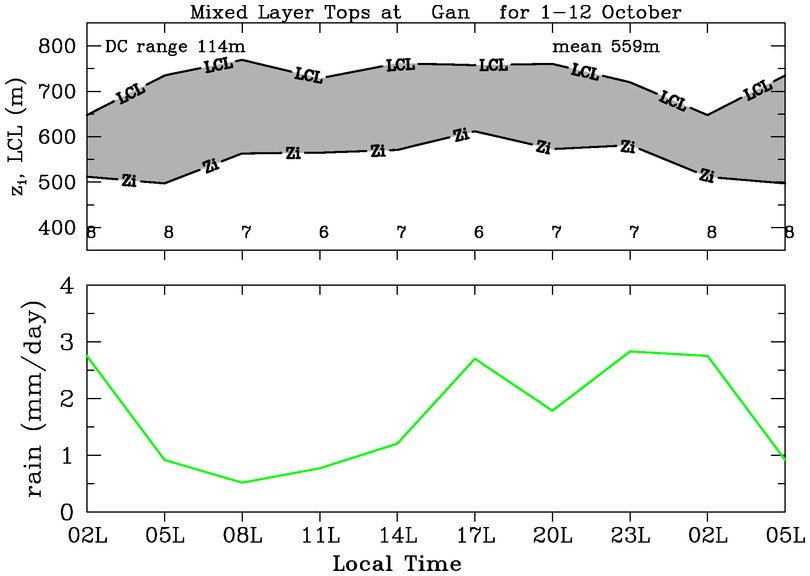 Mixed Layer Tops at Gan for 1−12 October
DC range 114m mean 559m
800
700
600
500
400
z_i, LCL (m)
LCL LCL LCL LCL LCL LCL LCL LCL
Zi Zi Zi Zi Zi Zi Zi Zi
8 8 7 6 7 6 7 7 8 8
4
3
2
1
0
rain (mm/day)
02L 05L 08L 11L 14L 17L 20L 23L 02L 05L
Local Time